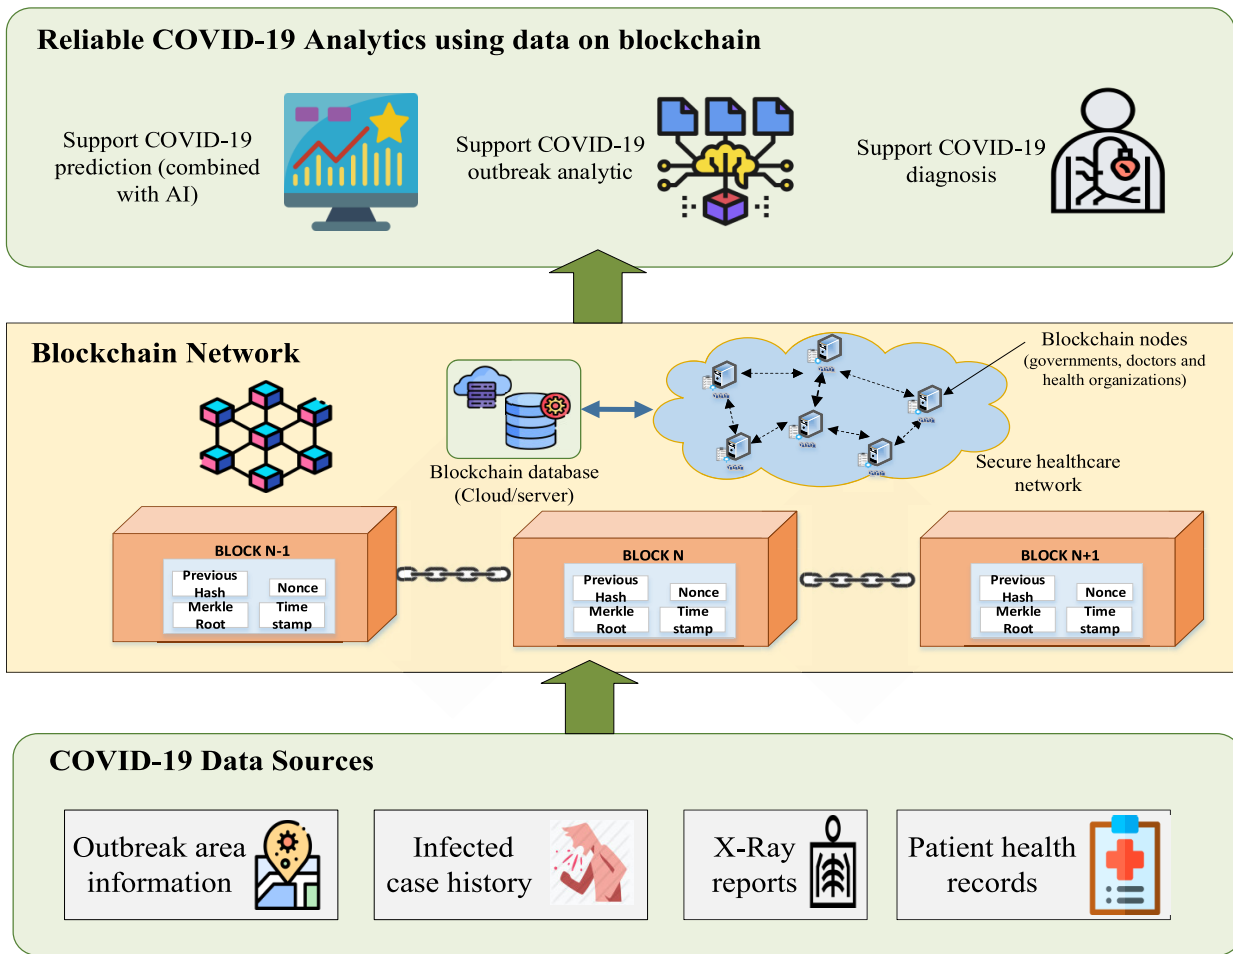 Reliable COVID-19 Analytics using data on blockchain
Support COVID-19
prediction (combined
with AI)
Support COVID-19
outbreak analytic
Support COVID-19
diagnosis
Blockchain Network
Blockchain database
(Cloud/server)
Blockchain nodes
(governments, doctors and
health organizations)
Secure healthcare
network
BLOCK N-1
Previous
Hash
Nonce
Merkle
Root
Time
stamp
BLOCK N
Previous
Hash
Nonce
Merkle
Root
Time
stamp
BLOCK N+1
Previous
Hash
Nonce
Merkle
Root
Time
stamp
COVID-19 Data Sources
Outbreak area
information
Infected
case history
X-Ray
reports
Patient health
records